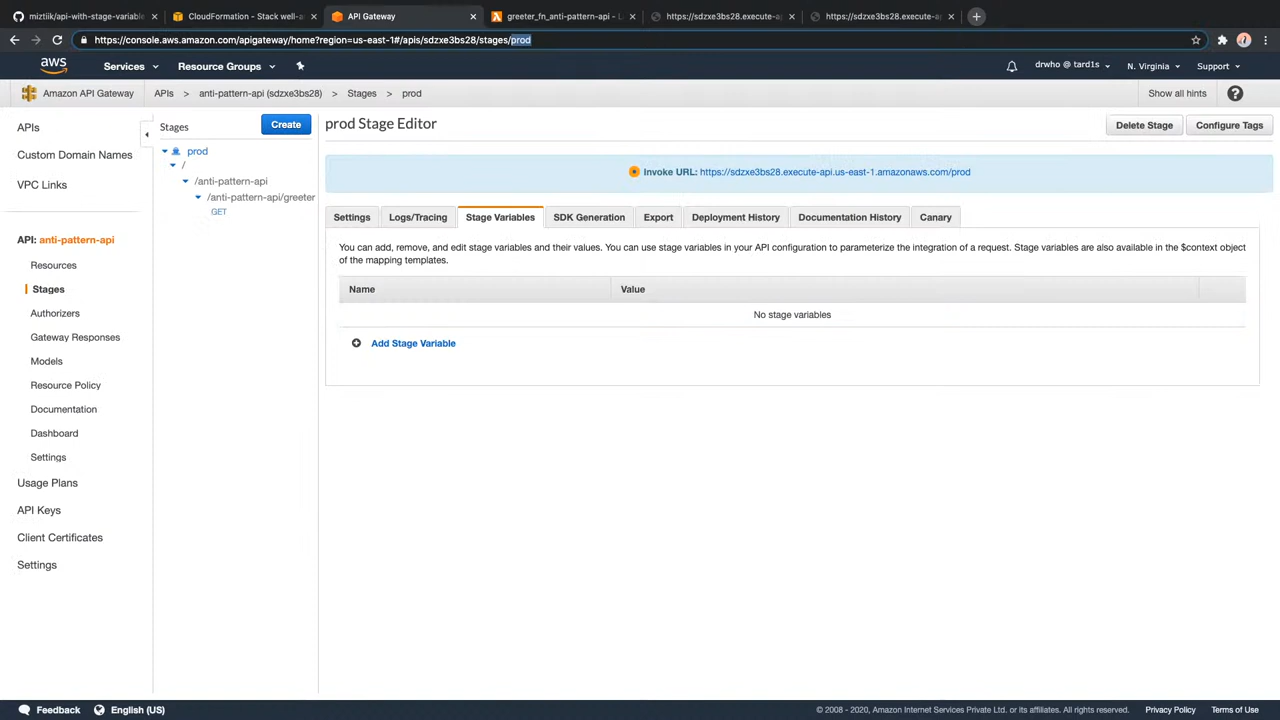 miztiik/api-with-stage-variable
CloudFormation - Stack well-a
API Gateway
greeter_fn_anti-pattern-api - L
https://sdzxe3bs28.execute-a
https://sdzxe3bs28.execute-a
https://console.aws.amazon.com/apigateway/home?region=us-east-1#/apis/sdzxe3bs28/stages/prod
aws
Services
Resource Groups
drwho @ tard1s
N. Virginia
Support
Amazon API Gateway
APIs > anti-pattern-api (sdzxe3bs28) > Stages > prod
Show all hints
APIs
Custom Domain Names
VPC Links
API: anti-pattern-api
Resources
Stages
Authorizers
Gateway Responses
Models
Resource Policy
Documentation
Dashboard
Settings
Usage Plans
API Keys
Client Certificates
Settings
Stages
Create
prod
/
/anti-pattern-api
/anti-pattern-api/greeter
GET
prod Stage Editor
Delete Stage
Configure Tags
Invoke URL: https://sdzxe3bs28.execute-api.us-east-1.amazonaws.com/prod
Settings
Logs/Tracing
Stage Variables
SDK Generation
Export
Deployment History
Documentation History
Canary
You can add, remove, and edit stage variables and their values. You can use stage variables in your API configuration to parameterize the integration of a request. Stage variables are also available in the $context object
of the mapping templates.
Name
Value
No stage variables
Add Stage Variable
Feedback
English (US)
© 2008 - 2020, Amazon Internet Services Private Ltd. or its affiliates. All rights reserved.
Privacy Policy
Terms of Use